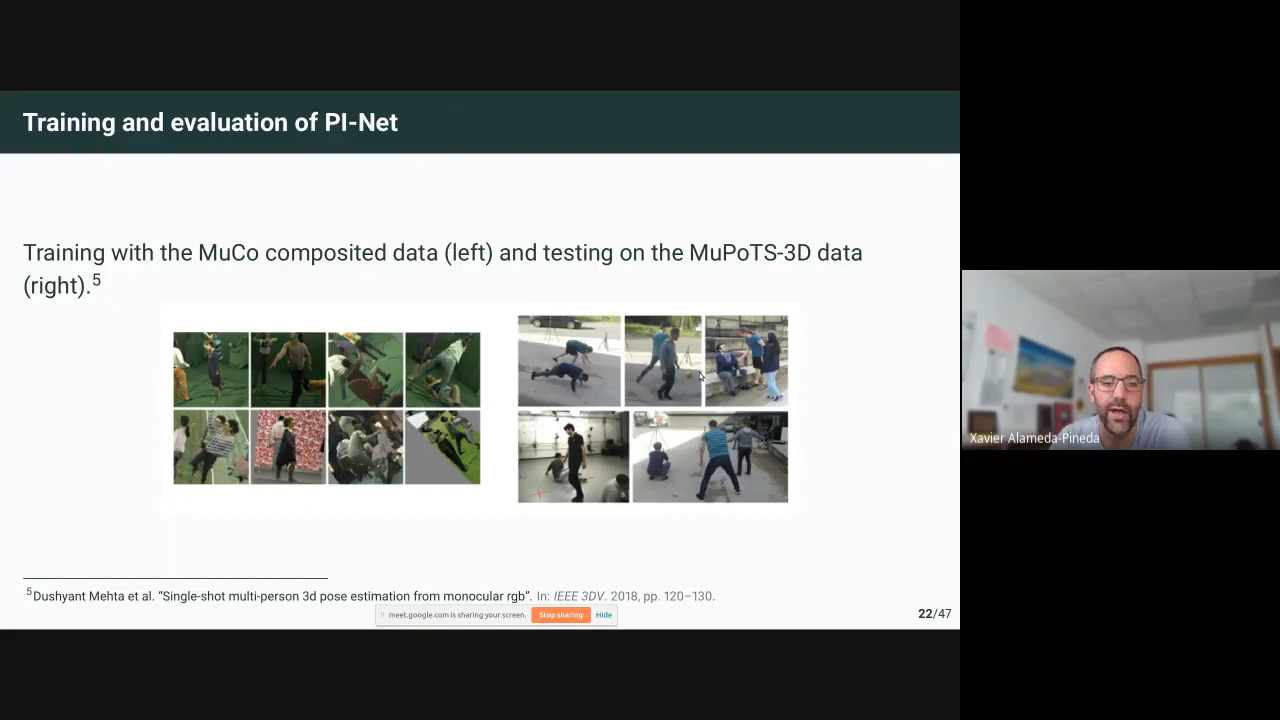 Training and evaluation of PI-Net
Training with the MuCo composited data (left) and testing on the MuPoTS-3D data
(right).5
5Dushyant Mehta et al. “Single-shot multi-person 3d pose estimation from monocular rgb”. In: IEEE 3DV. 2018, pp. 120–130.
meet.google.com is sharing your screen. Stop sharing Hide
22/47
Xavier Alameda-Pineda